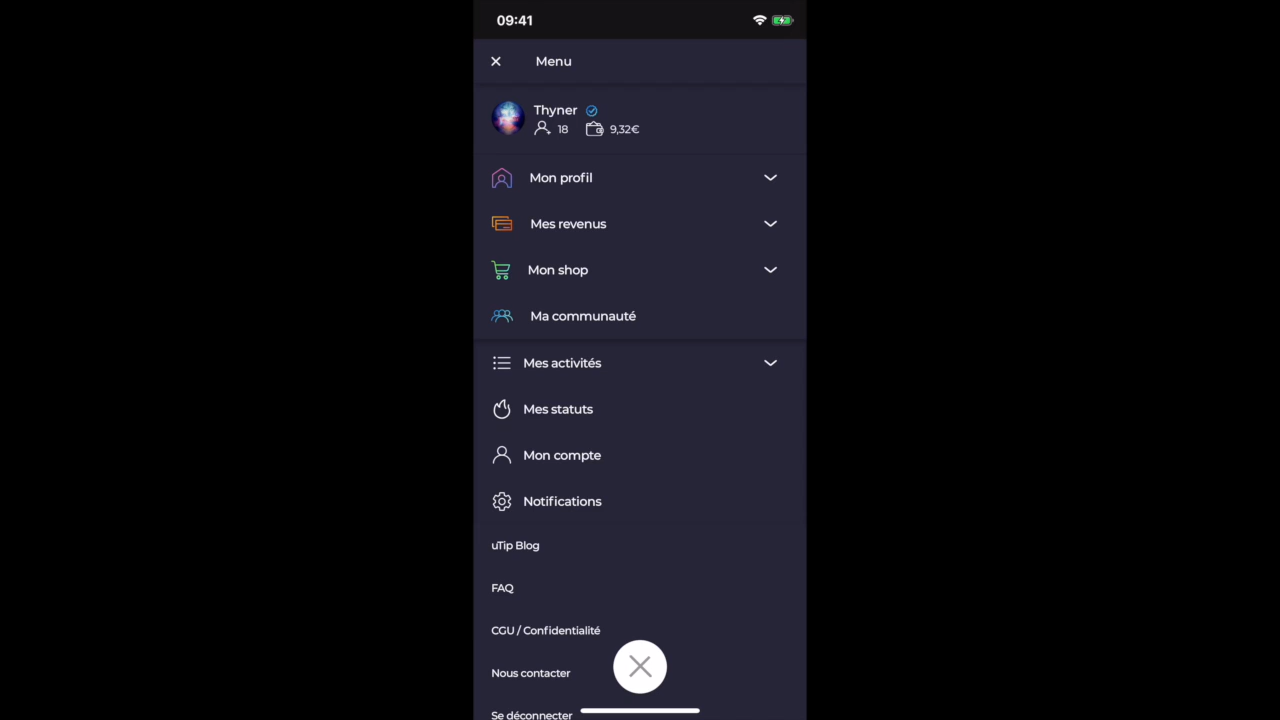 09:41
Menu
Thyner
18 9,32€
Mon profil
Mes revenus
Mon shop
Ma communauté
Mes activités
Mes statuts
Mon compte
Notifications
uTip Blog
FAQ
CGU / Confidentialité
Nous contacter
Se déconnecter